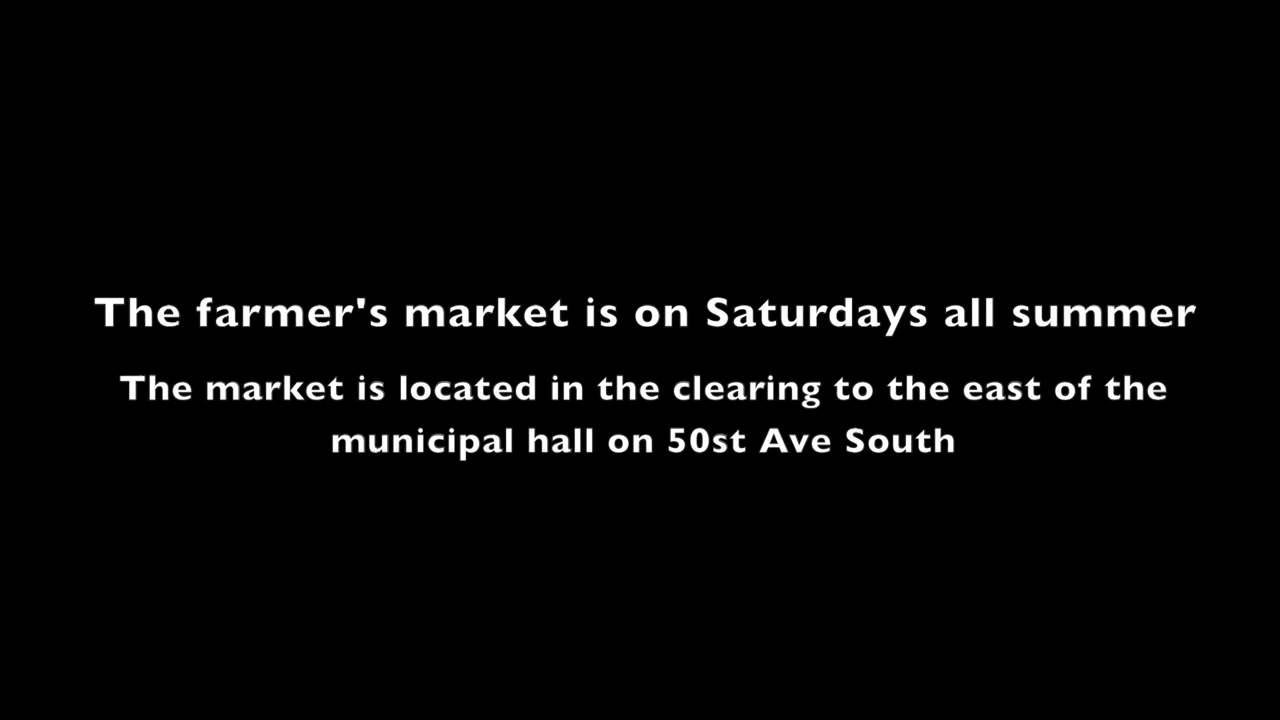 The farmer's market is on Saturdays all summer
The market is located in the clearing to the east of the
municipal hall on 50st Ave South